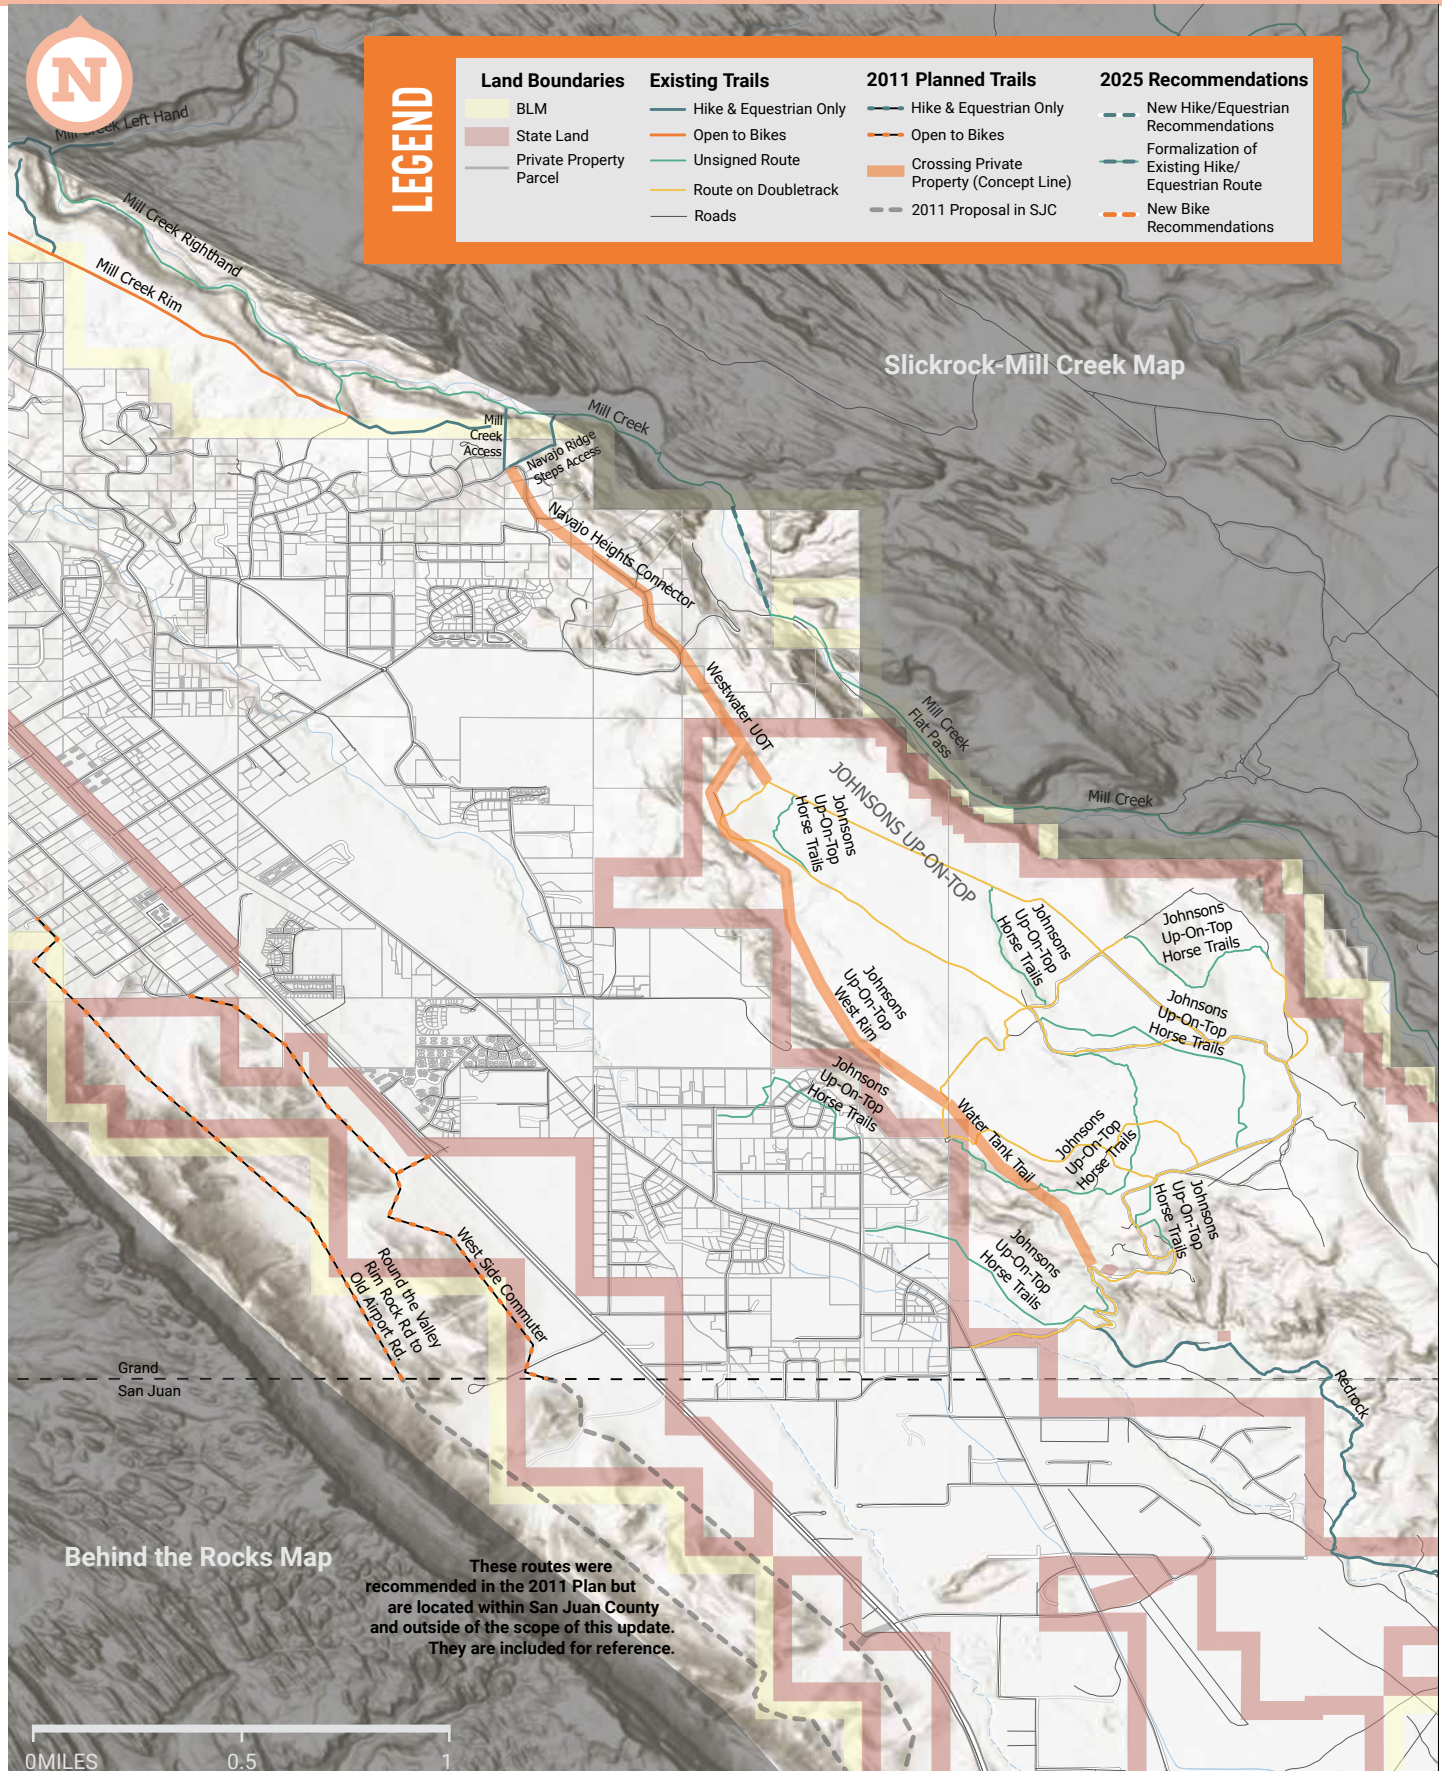 N
LEGEND
Land Boundaries
BLM
State Land
Private Property
Parcel
Existing Trails
Hike & Equestrian Only
Open to Bikes
Unsigned Route
Route on Doubletrack
Roads
2011 Planned Trails
Hike & Equestrian Only
Open to Bikes
Crossing Private
Property (Concept Line)
2011 Proposal in SJC
2025 Recommendations
New Hike/Equestrian
Recommendations
Formalization of
Existing Hike/
Equestrian Route
New Bike
Recommendations
Mill Creek Left Hand
Mill Creek Righthand
Mill Creek Rim
Slickrock-Mill Creek Map
Mill
Creek
Access
Mill Creek
Navajo Ridge
Steps Access
Navajo Heights Connector
Westwater UOT
Mill Creek
Flat Pass
Mill Creek
JOHNSONS UP-ON-TOP
Johnsons
Up-On-Top
Horse Trails
Johnsons
Up-On-Top
Horse Trails
Johnsons
Up-On-Top
Horse Trails
Johnsons
Up-On-Top
West Rim
Johnsons
Up-On-Top
Horse Trails
Johnsons
Up-On-Top
Horse Trails
Water Tank Trail
Johnsons
Up-On-Top
Horse Trails
Johnsons
Up-On-Top
Horse Trails
Johnsons
Up-On-Top
Horse Trails
West Side Commuter
Round the Valley
Rim Rock Rd to
Old Airport Rd.
Grand
San Juan
Redrock
Behind the Rocks Map
These routes were
recommended in the 2011 Plan but
are located within San Juan County
and outside of the scope of this update.
They are included for reference.
0MILES 0.5 1